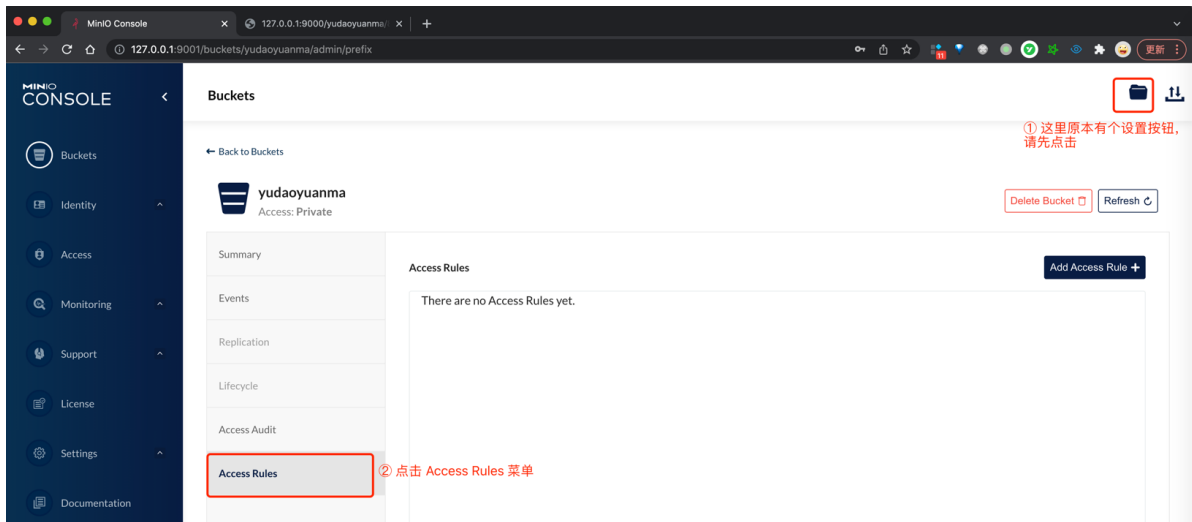 MinIO Console
127.0.0.1:9000/yudaoyuanma/
127.0.0.1:9001/buckets/yudaoyuanma/admin/prefix
11
更新
MINIO
CONSOLE
Buckets
① 这里原本有个设置按钮,
请先点击
Back to Buckets
Buckets
yudaoyuanma
Access: Private
Delete Bucket
Refresh
Identity
Access
Summary
Access Rules
Add Access Rule +
Monitoring
Events
There are no Access Rules yet.
Replication
Support
Lifecycle
License
Access Audit
Settings
Access Rules
② 点击 Access Rules 菜单
Documentation